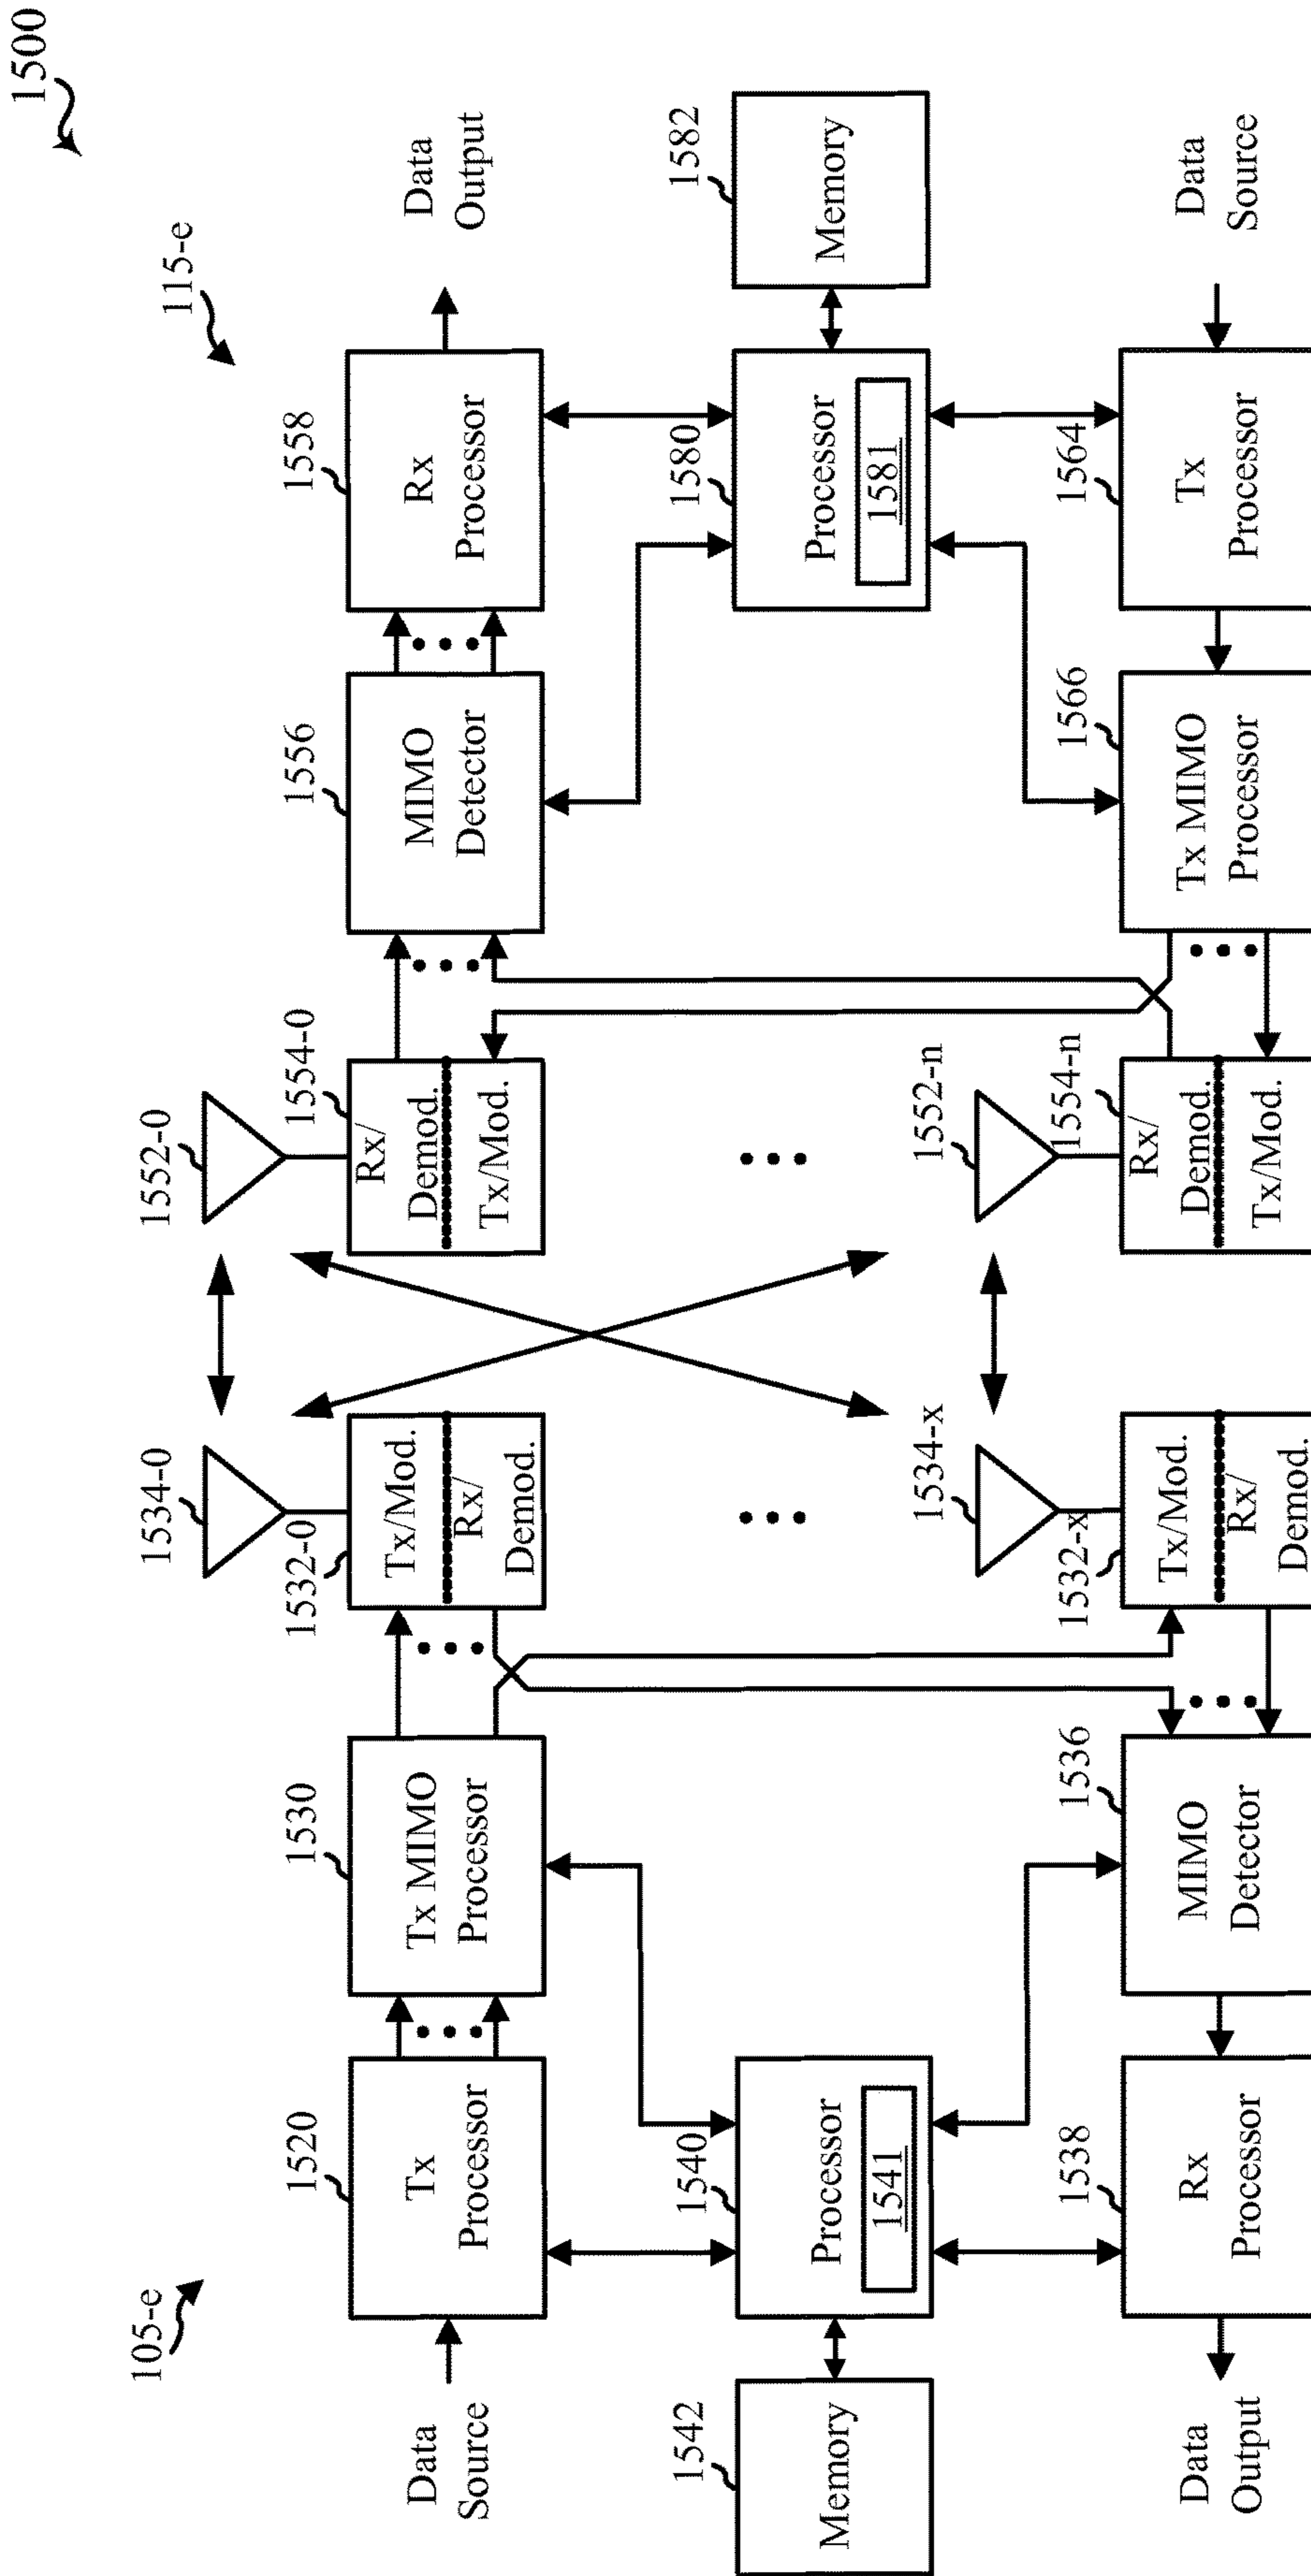 1500
105-e
115-e
Data
Source
1520
Tx
Processor
1530
Tx MIMO
Processor
1532-0
Tx/Mod.
Rx/
Demod.
1534-0
1552-0
1554-0
Rx/
Demod.
Tx/Mod.
1556
MIMO
Detector
1558
Rx
Processor
Data
Output
1542
Memory
1540
Processor
1541
1580
Processor
1581
1582
Memory
Data
Output
1538
Rx
Processor
1536
MIMO
Detector
1532-x
Tx/Mod.
Rx/
Demod.
1534-x
1552-n
1554-n
Rx/
Demod.
Tx/Mod.
1566
Tx MIMO
Processor
1564
Tx
Processor
Data
Source